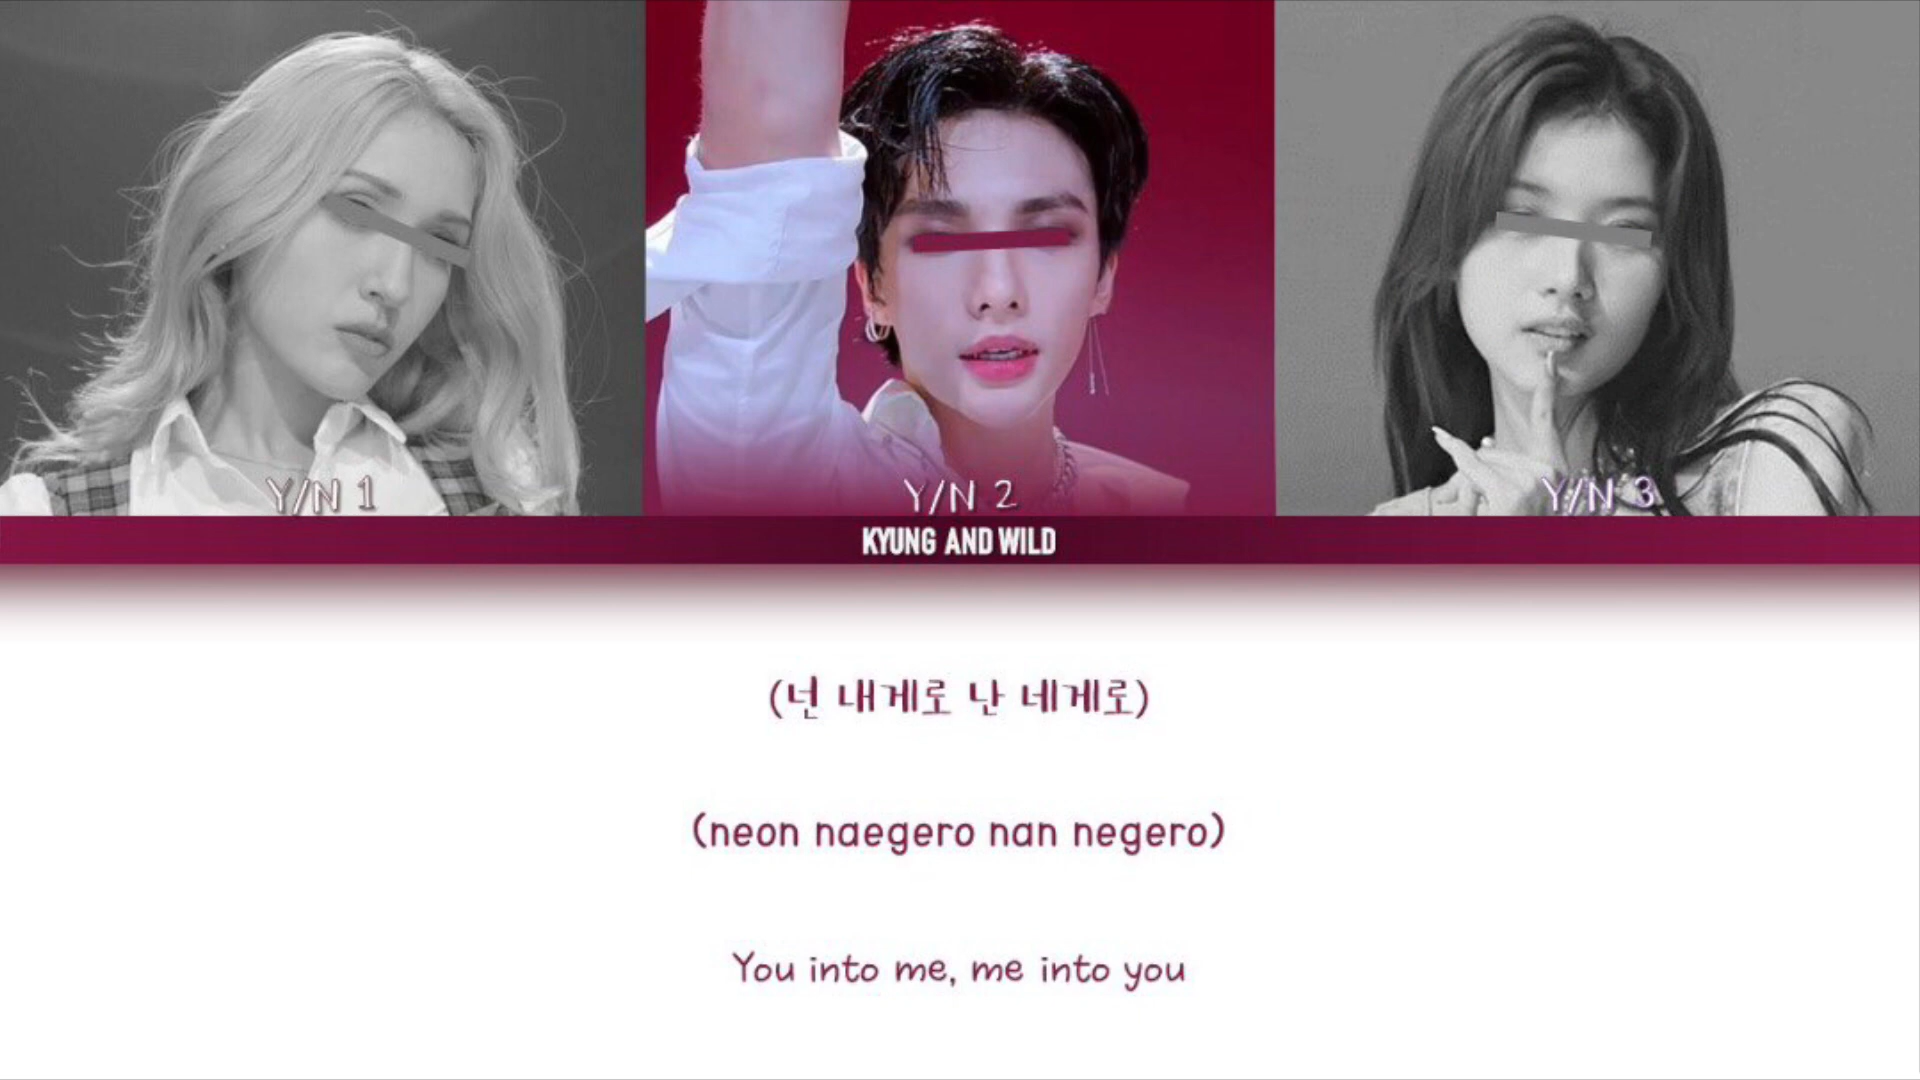 Y/N 1
Y/N 2
Y/N 3
KYUNG AND WILD
(넌 내게로 난 네게로)
(neon naegero nan negero)
You into me, me into you